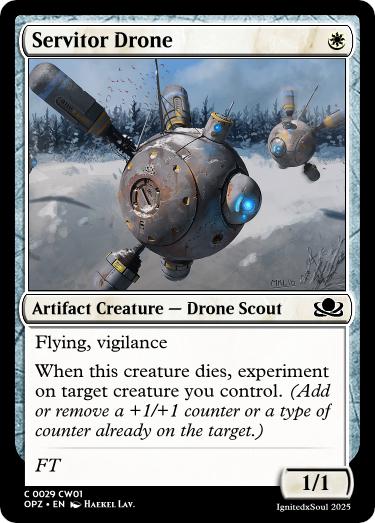 Servitor Drone
Artifact Creature — Drone Scout
Flying, vigilance
When this creature dies, experiment
on target creature you control. (Add
or remove a +1/+1 counter or a type of
counter already on the target.)
FT
1/1
C 0029 CW01
OPZ • EN HAEKEL LAV.
IgnitedxSoul 2025